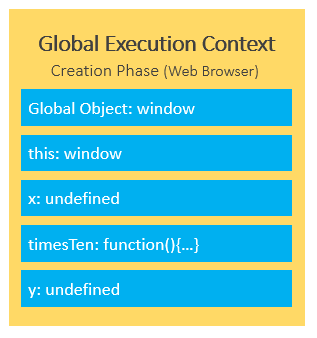 Global Execution Context
Creation Phase (Web Browser)
Global Object: window
this: window
x: undefined
timesTen: function(){...}
y: undefined